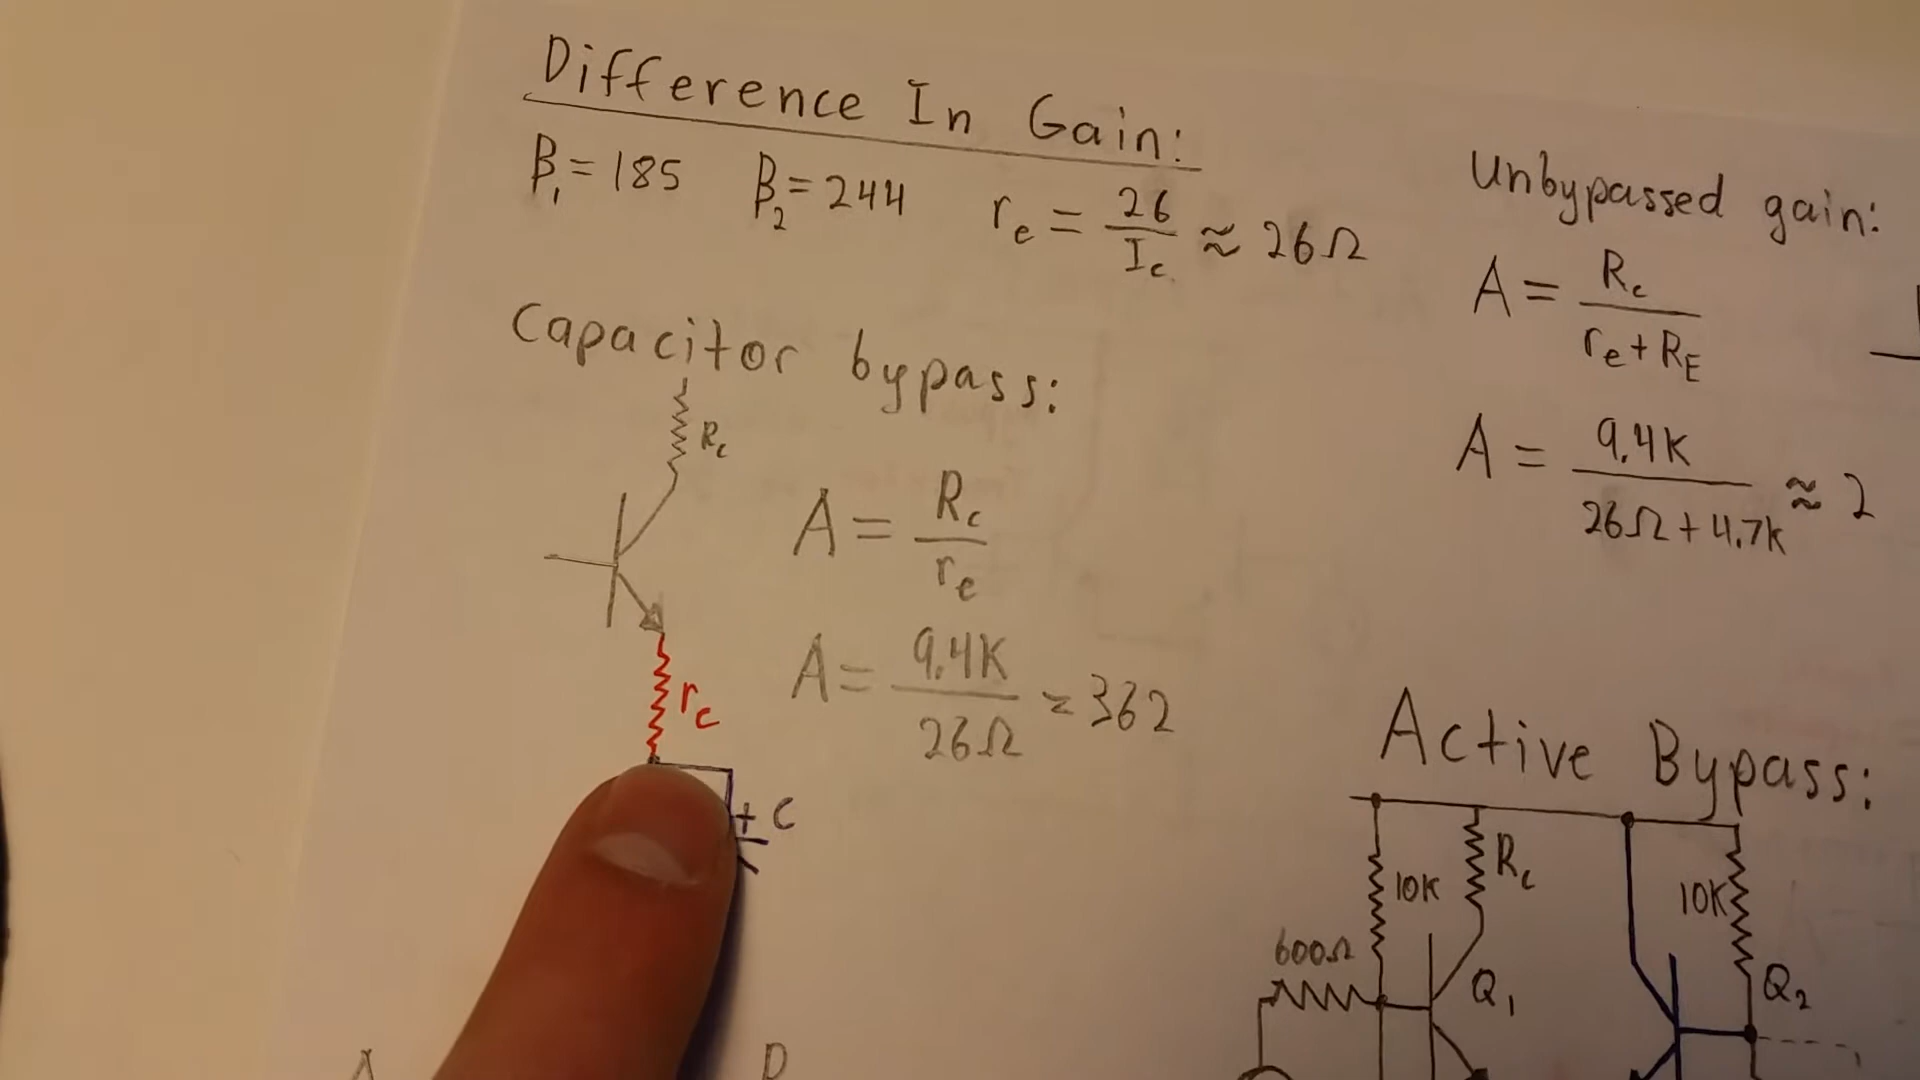 Difference In Gain:
β₁ = 185 β₂ = 244 re = 26 / Ic ≈ 26Ω
Capacitor bypass:
Rc
A = Rc / re
A = 9.4K / 26Ω ≈ 362
re
+ C
Unbypassed gain:
A = Rc / re + RE
A = 9.4K / 26Ω + 4.7K ≈ 2
Active Bypass:
10K Rc 10K
600Ω Q₁ Q₂